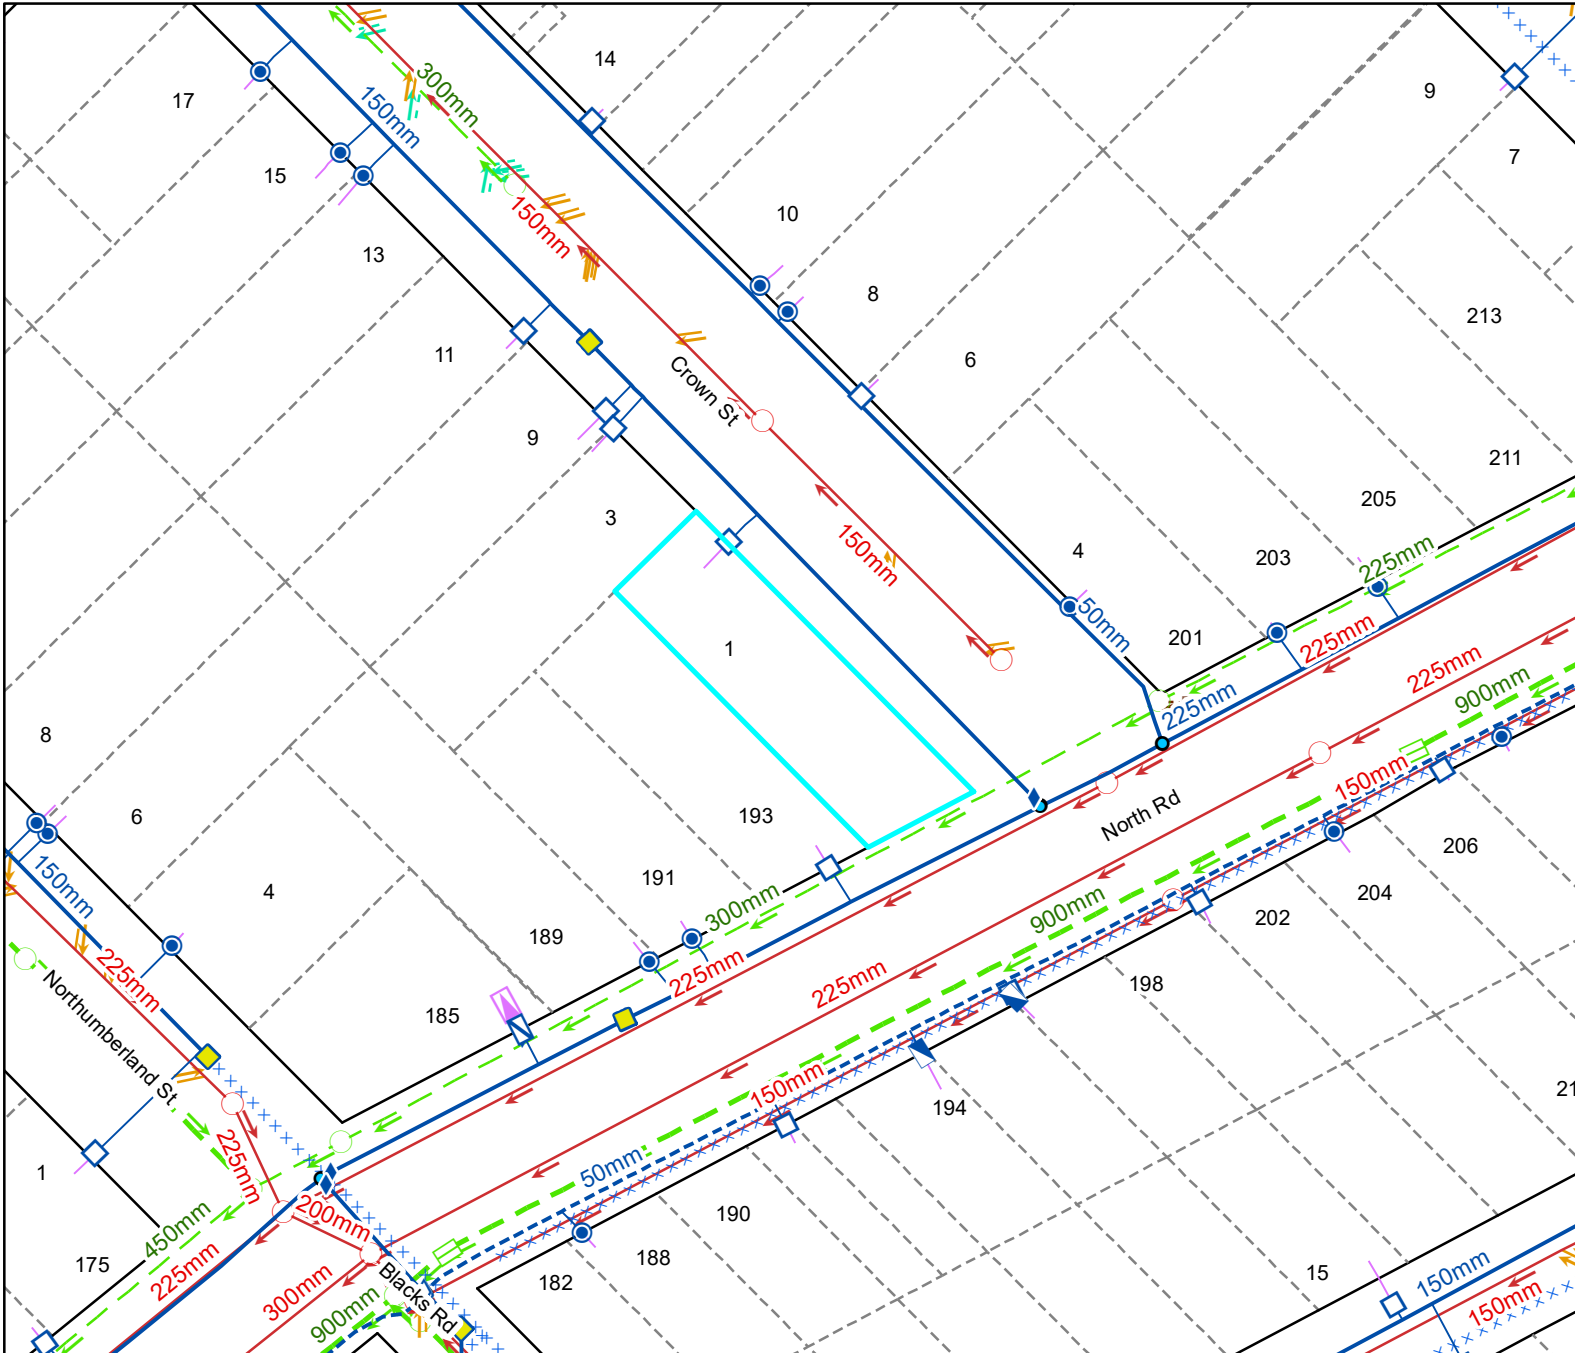 14
9
17
300mm
150mm
7
15
10
150mm
13
8
213
11
6
Crown St
9
211
205
3
150mm
4
203
225mm
1
50mm
201
225mm
225mm
225mm
900mm
8
150mm
6
193
North Rd
206
191
4
150mm
300mm
900mm
204
202
189
225mm
225mm
225mm
198
Northumberland St
185
150mm
194
21
1
225mm
50mm
200mm
190
450mm
175
225mm
188
300mm
Blacks Rd
182
15
150mm
900mm
150mm